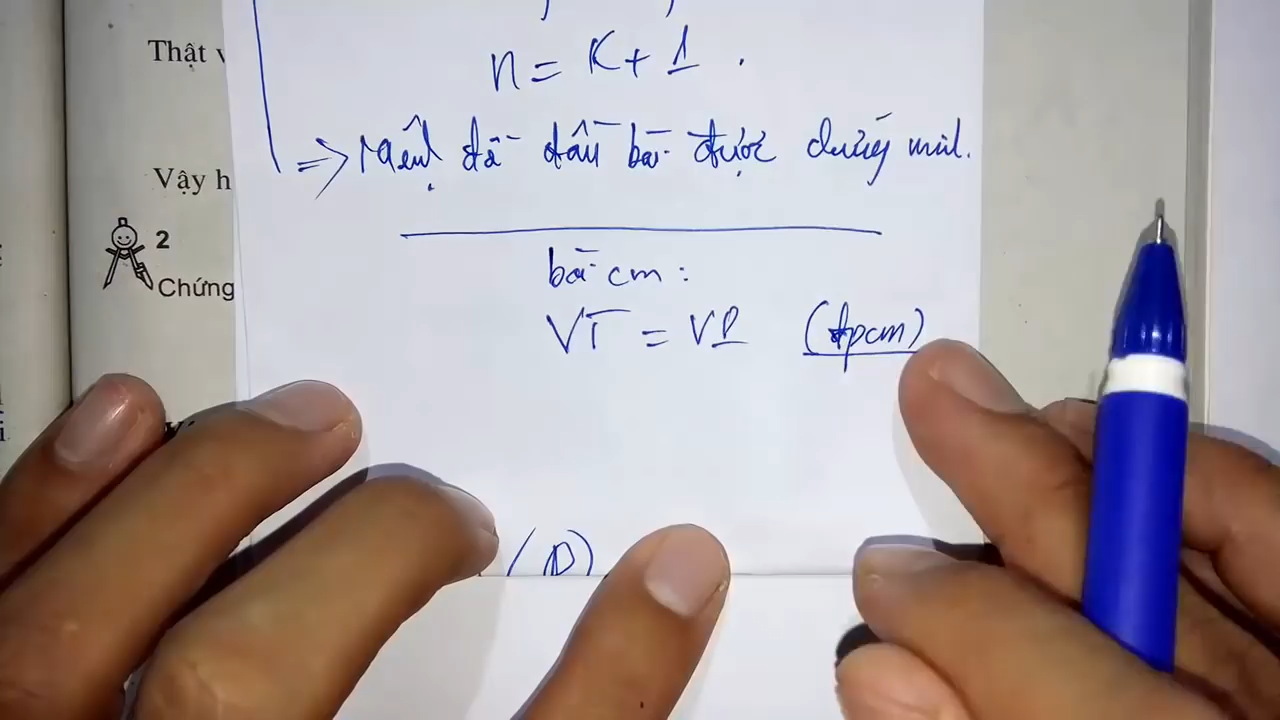 Thật v
n = K + 1 .
=> Mệnh đề đầu bài được chứng minh.
Vậy h
2
bài cm :
Chứng
VT = VP (đpcm)